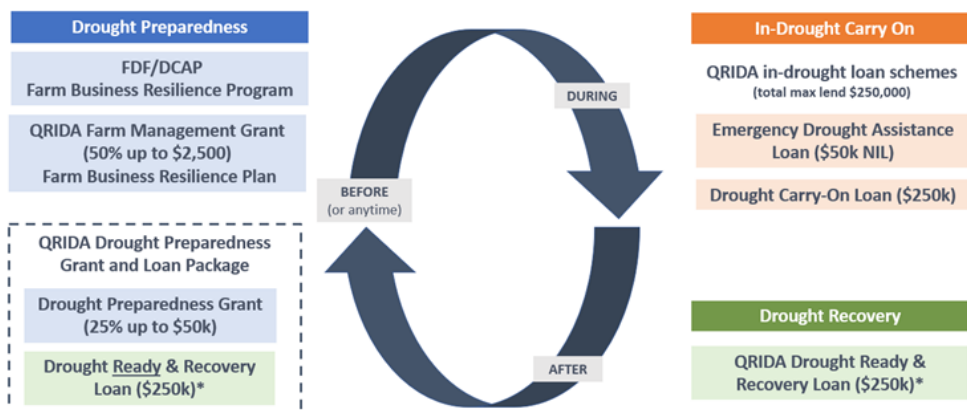 Drought Preparedness
FDF/DCAP
Farm Business Resilience Program
QRIDA Farm Management Grant
(50% up to $2,500)
Farm Business Resilience Plan
QRIDA Drought Preparedness
Grant and Loan Package
Drought Preparedness Grant
(25% up to $50k)
Drought Ready & Recovery
Loan ($250k)*
BEFORE
(or anytime)
DURING
AFTER
In-Drought Carry On
QRIDA in-drought loan schemes
(total max lend $250,000)
Emergency Drought Assistance
Loan ($50k NIL)
Drought Carry-On Loan ($250k)
Drought Recovery
QRIDA Drought Ready &
Recovery Loan ($250k)*